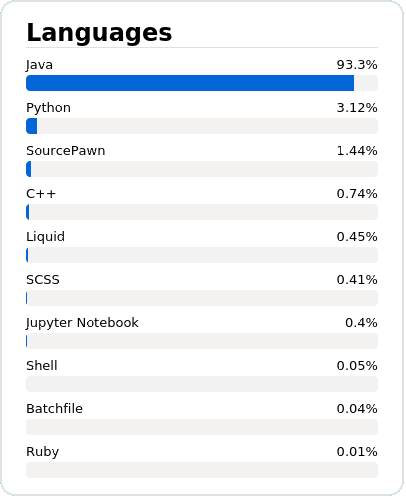 Languages
Java 93.3%
Python 3.12%
SourcePawn 1.44%
C++ 0.74%
Liquid 0.45%
SCSS 0.41%
Jupyter Notebook 0.4%
Shell 0.05%
Batchfile 0.04%
Ruby 0.01%